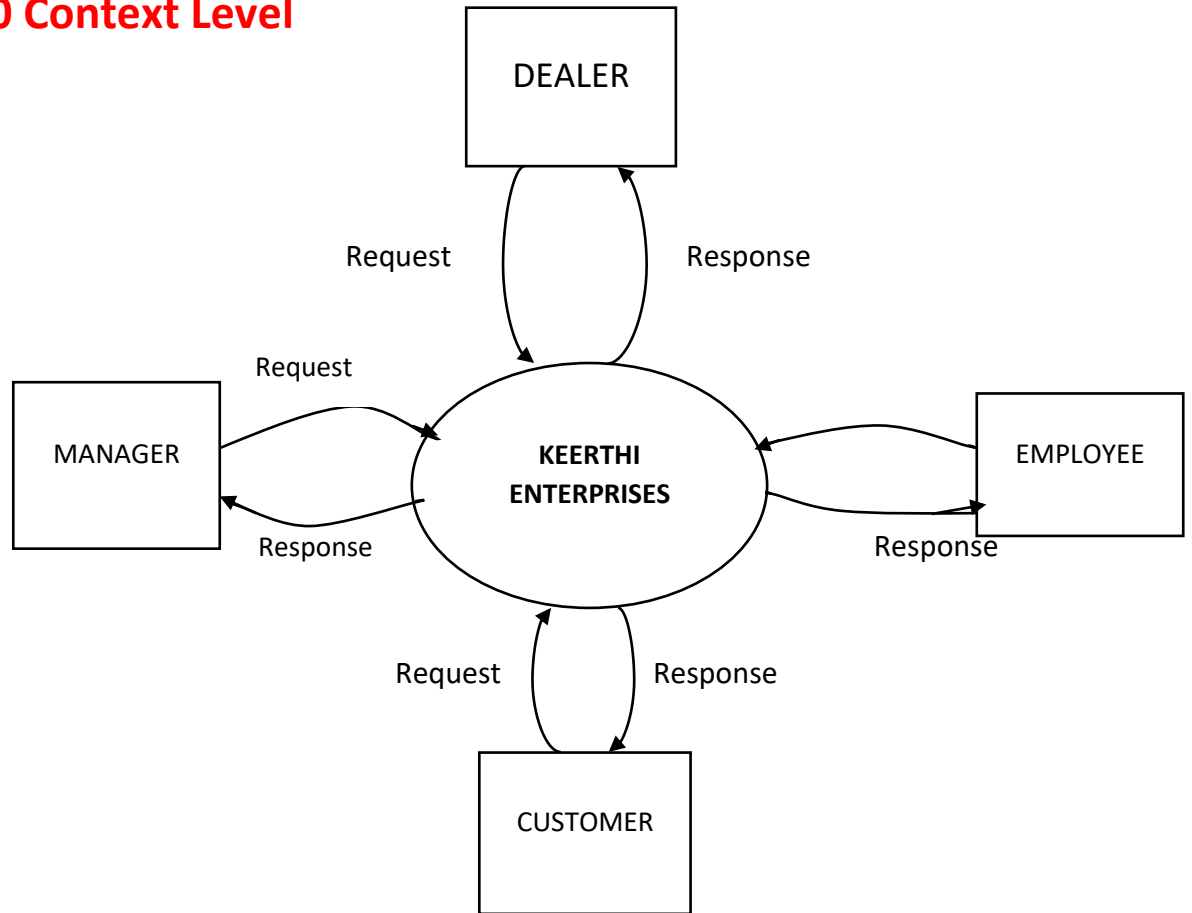 0 Context Level
DEALER
Request
Response
Request
MANAGER
KEERTHI
ENTERPRISES
EMPLOYEE
Response
Response
Request
Response
CUSTOMER